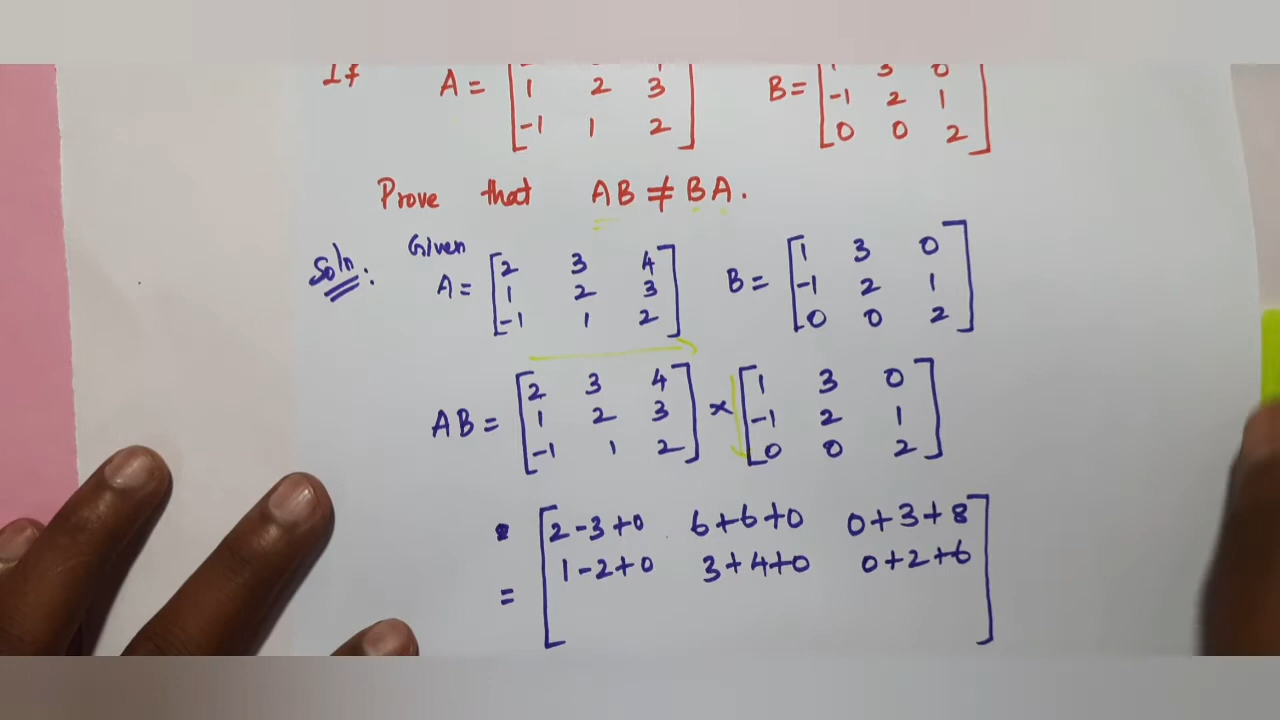 If A = [ 1 2 3 B = [ 1 3 0
-1 2 1
-1 1 2 ] 0 0 2 ]
Prove that AB ≠ BA.
Soln: Given
A = [ 2 3 4 B = [ 1 3 0
1 2 3 -1 2 1
-1 1 2 ] 0 0 2 ]
AB = [ 2 3 4 × [ 1 3 0
1 2 3 -1 2 1
-1 1 2 ] 0 0 2 ]
= [ 2-3+0 6+6+0 0+3+8
1-2+0 3+4+0 0+2+6 ]